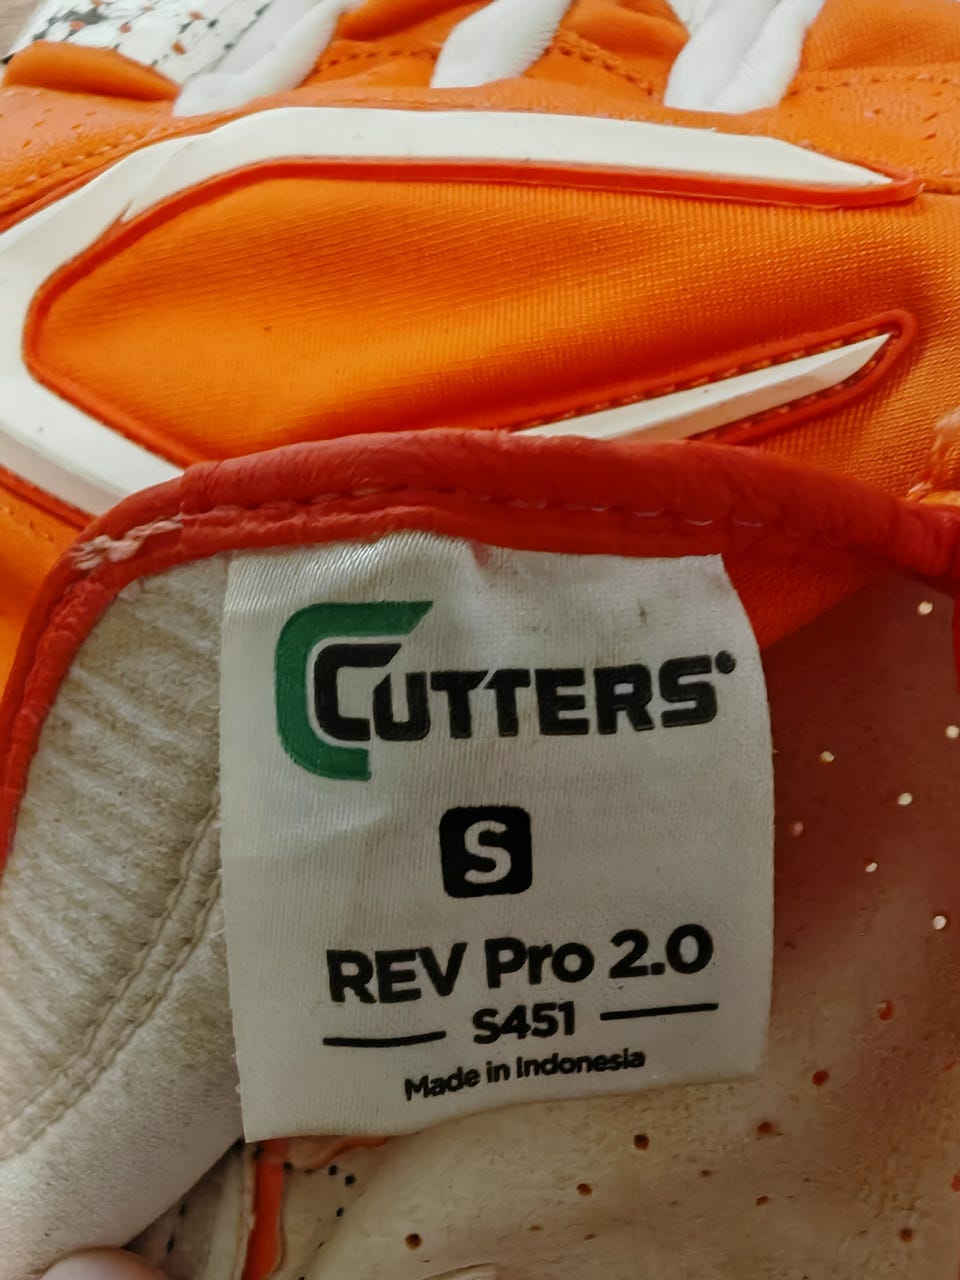 CUTTERS®
S
REV Pro 2.0
S451
Made in Indonesia